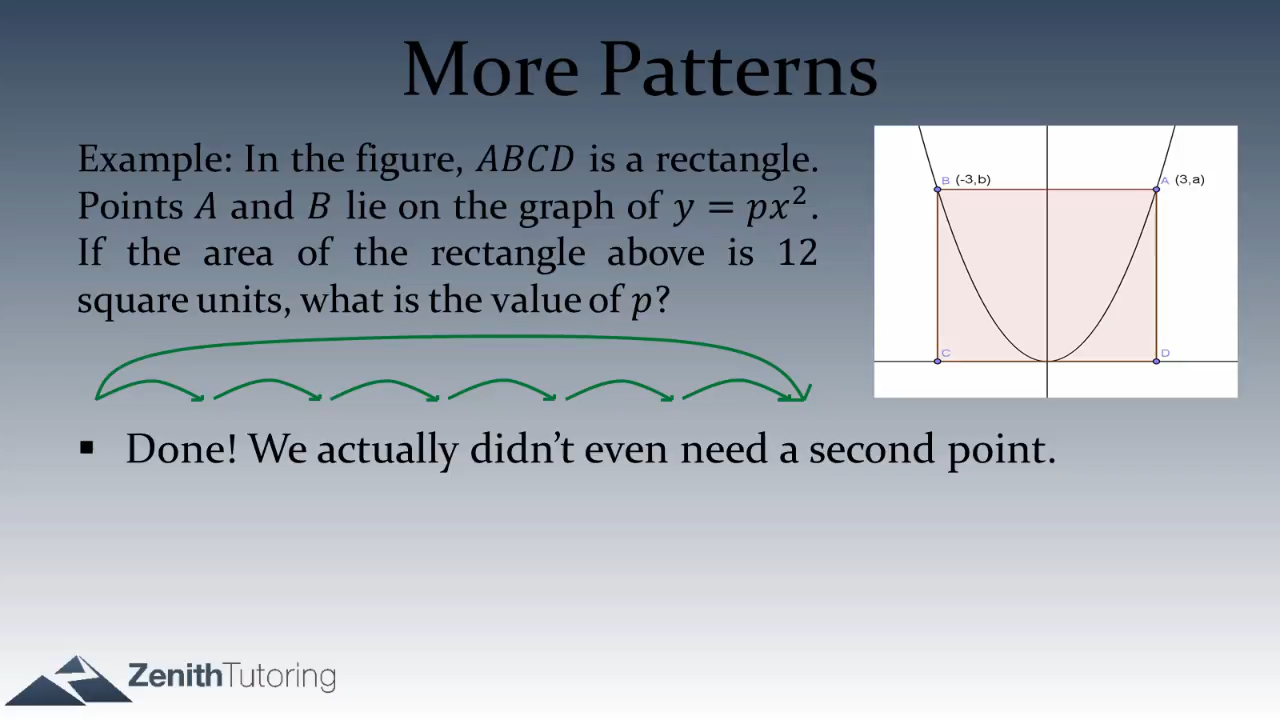 More Patterns
Example: In the figure, ABCD is a rectangle.
Points A and B lie on the graph of y = px².
If the area of the rectangle above is 12
square units, what is the value of p?
B (-3,b)
A (3,a)
C
D
▪ Done! We actually didn’t even need a second point.
ZenithTutoring